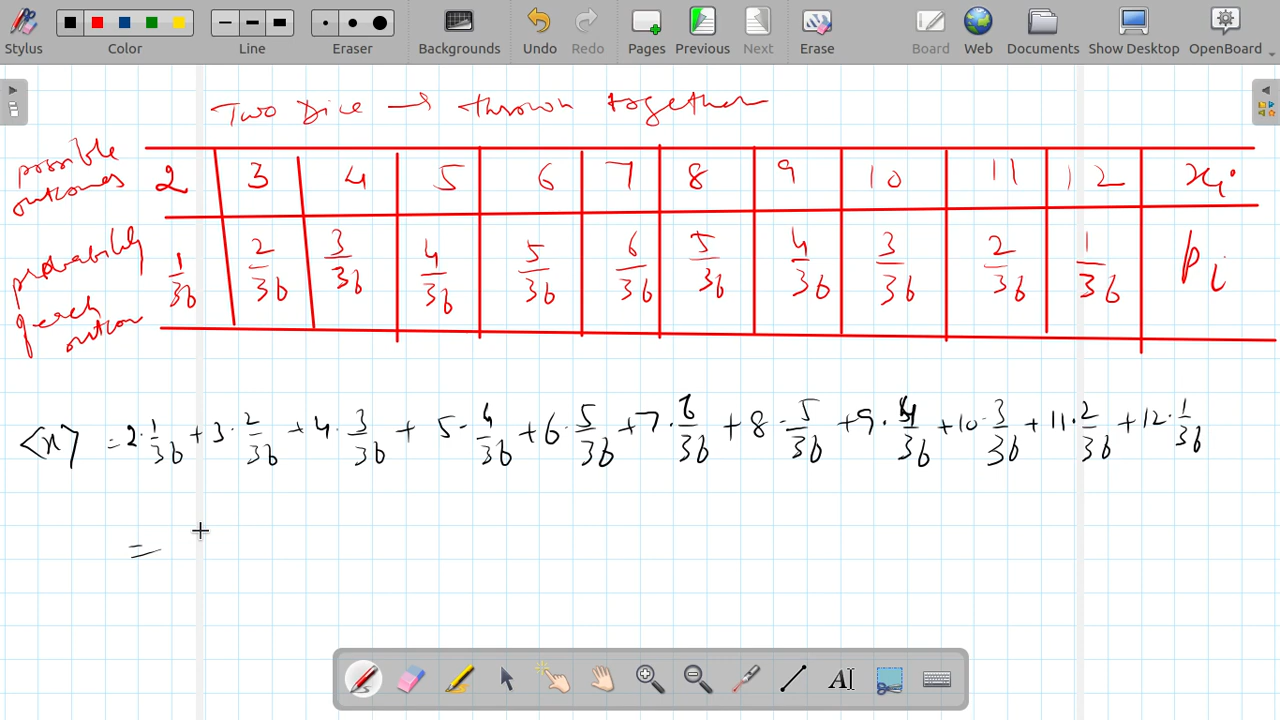 Stylus Color Line Eraser Backgrounds Undo Redo Pages Previous Next Erase Board Web Documents Show Desktop OpenBoard
Two Dice → thrown together
possible outcomes 2 3 4 5 6 7 8 9 10 11 12 xi
probability of each outcom 1/36 2/36 3/36 4/36 5/36 6/36 5/36 4/36 3/36 2/36 1/36 Pi
<x> = 2·1/36 + 3·2/36 + 4·3/36 + 5·4/36 + 6·5/36 + 7·6/36 + 8·5/36 + 9·4/36 + 10·3/36 + 11·2/36 + 12·1/36
=